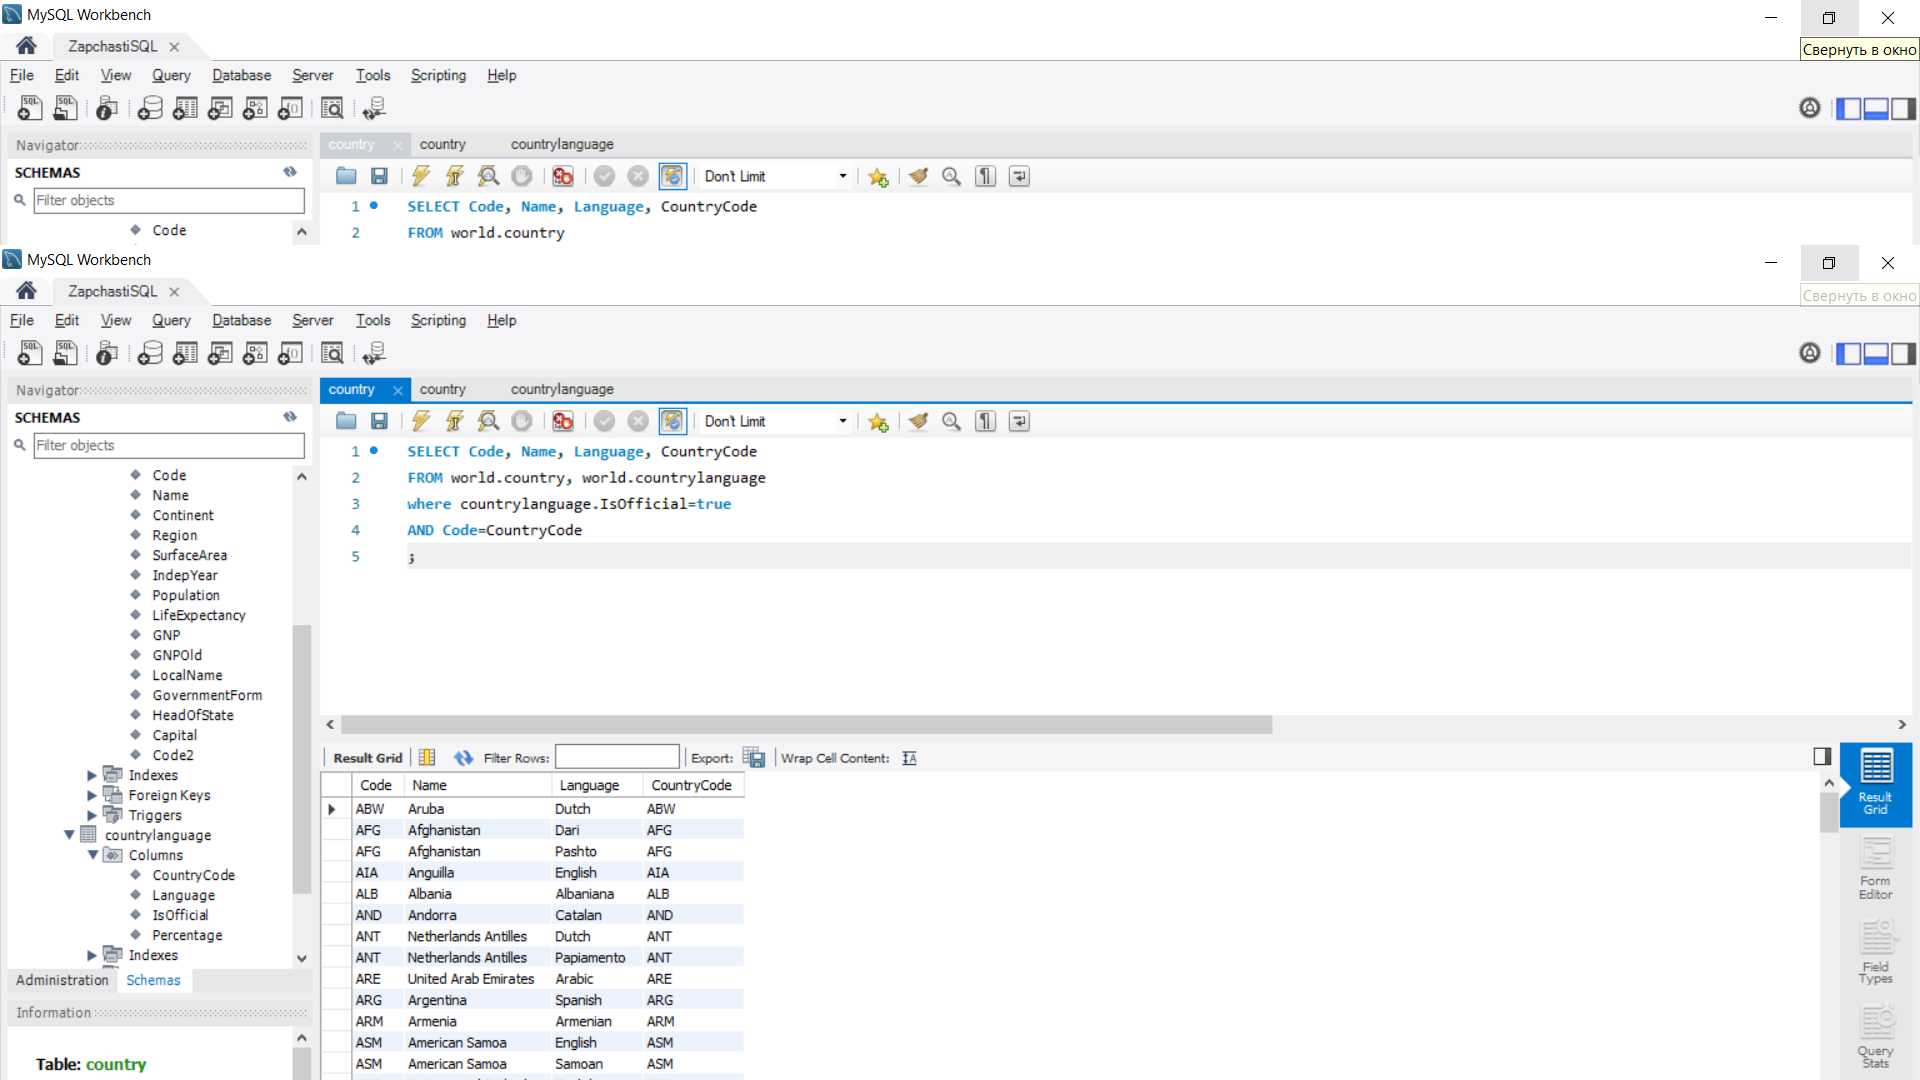 MySQL Workbench
ZapchastiSQL
Свернуть в окно
File Edit View Query Database Server Tools Scripting Help
Navigator
country country countrylanguage
SCHEMAS
Don't Limit
Filter objects
1 SELECT Code, Name, Language, CountryCode
Code
2 FROM world.country
MySQL Workbench
ZapchastiSQL
Свернуть в окно
File Edit View Query Database Server Tools Scripting Help
Navigator
country country countrylanguage
SCHEMAS
Don't Limit
Filter objects
1 SELECT Code, Name, Language, CountryCode
2 FROM world.country, world.countrylanguage
3 where countrylanguage.IsOfficial=true
4 AND Code=CountryCode
5 ;
Code
Name
Continent
Region
SurfaceArea
IndepYear
Population
LifeExpectancy
GNP
GNPOld
LocalName
GovernmentForm
HeadOfState
Capital
Code2
Indexes
Foreign Keys
Triggers
countrylanguage
Columns
CountryCode
Language
IsOfficial
Percentage
Indexes
Administration Schemas
Information
Table: country
Result Grid Filter Rows: Export: Wrap Cell Content:
Code Name Language CountryCode
ABW Aruba Dutch ABW
AFG Afghanistan Dari AFG
AFG Afghanistan Pashto AFG
AIA Anguilla English AIA
ALB Albania Albaniana ALB
AND Andorra Catalan AND
ANT Netherlands Antilles Dutch ANT
ANT Netherlands Antilles Papiamento ANT
ARE United Arab Emirates Arabic ARE
ARG Argentina Spanish ARG
ARM Armenia Armenian ARM
ASM American Samoa English ASM
ASM American Samoa Samoan ASM
Result
Grid
Form
Editor
Field
Types
Query
Stats